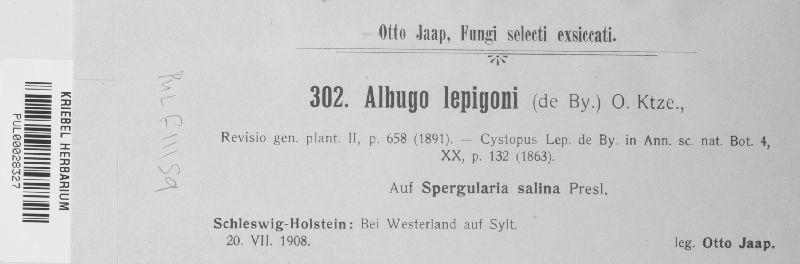 Otto Jaap, Fungi selecti exsiccati.
302. Albugo lepigoni (de By.) O. Ktze.,
Revisio gen. plant. II, p. 658 (1891). — Cystopus Lep. de By. in Ann. sc. nat. Bot. 4,
XX, p. 132 (1863).
Auf Spergularia salina Presl.
Schleswig-Holstein: Bei Westerland auf Sylt.
20. VII. 1908.
leg. Otto Jaap.
KRIEBEL HERBARIUM
PUL00028327
PUL F